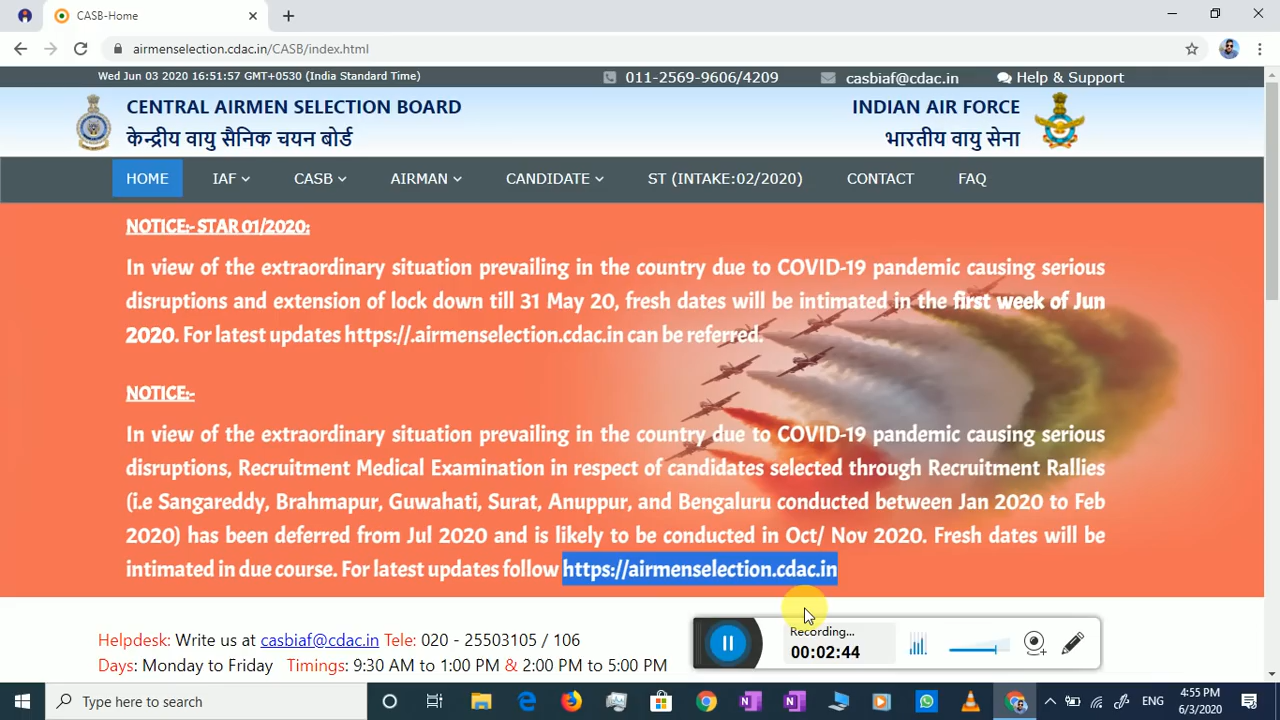 CASB-Home
airmenselection.cdac.in/CASB/index.html
Wed Jun 03 2020 16:51:57 GMT+0530 (India Standard Time)
011-2569-9606/4209
casbiaf@cdac.in
Help & Support
CENTRAL AIRMEN SELECTION BOARD
केन्द्रीय वायु सैनिक चयन बोर्ड
INDIAN AIR FORCE
भारतीय वायु सेना
HOME
IAF
CASB
AIRMAN
CANDIDATE
ST (INTAKE:02/2020)
CONTACT
FAQ
NOTICE:- STAR 01/2020:
In view of the extraordinary situation prevailing in the country due to COVID-19 pandemic causing serious
disruptions and extension of lock down till 31 May 20, fresh dates will be intimated in the first week of Jun
2020. For latest updates https://.airmenselection.cdac.in can be referred.
NOTICE:-
In view of the extraordinary situation prevailing in the country due to COVID-19 pandemic causing serious
disruptions, Recruitment Medical Examination in respect of candidates selected through Recruitment Rallies
(i.e Sangareddy, Brahmapur, Guwahati, Surat, Anuppur, and Bengaluru conducted between Jan 2020 to Feb
2020) has been deferred from Jul 2020 and is likely to be conducted in Oct/ Nov 2020. Fresh dates will be
intimated in due course. For latest updates follow https://airmenselection.cdac.in
Helpdesk: Write us at casbiaf@cdac.in Tele: 020 - 25503105 / 106
Days: Monday to Friday Timings: 9:30 AM to 1:00 PM & 2:00 PM to 5:00 PM
Recording...
00:02:44
Type here to search
ENG
4:55 PM
6/3/2020